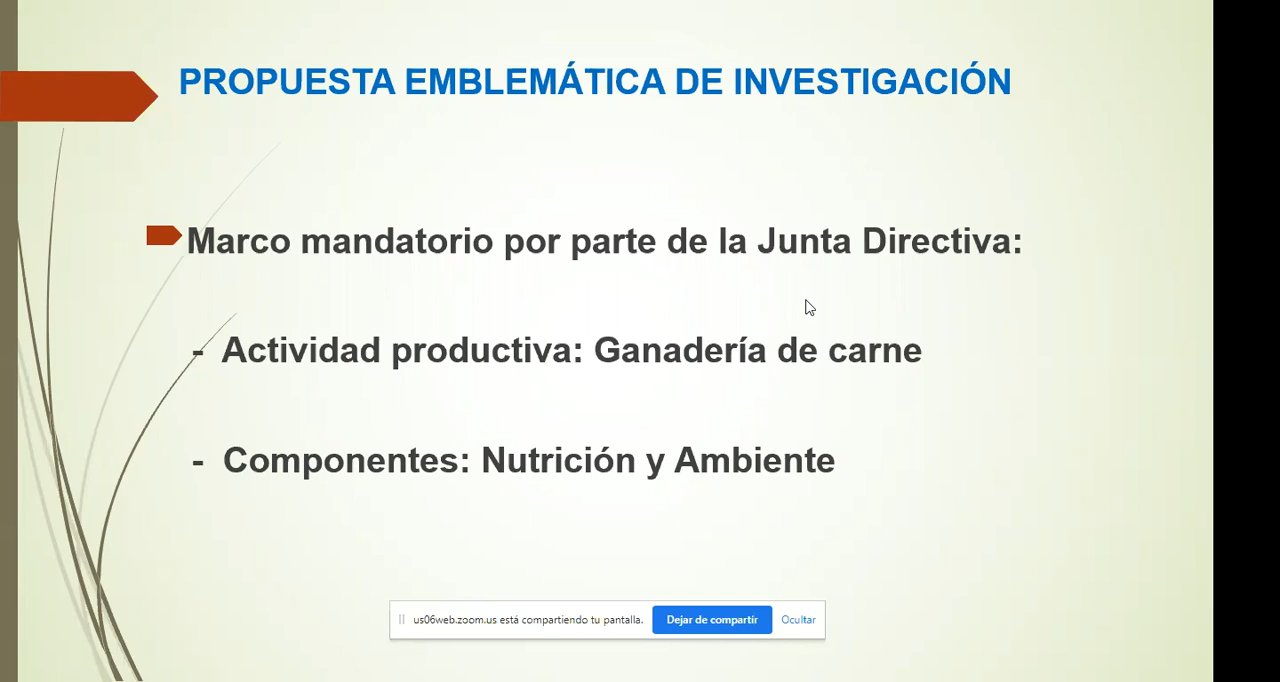 PROPUESTA EMBLEMÁTICA DE INVESTIGACIÓN
Marco mandatorio por parte de la Junta Directiva:
- Actividad productiva: Ganadería de carne
- Componentes: Nutrición y Ambiente
us06web.zoom.us está compartiendo tu pantalla. Dejar de compartir Ocultar